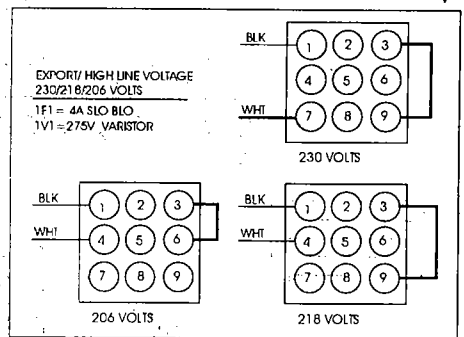 EXPORT/ HIGH LINE VOLTAGE
230/218/206 VOLTS
1F1 = 4A SLO BLO
1V1 = 275V VARISTOR
BLK
1 2 3
4 5 6
WHT
7 8 9
230 VOLTS
BLK
1 2 3
WHT
4 5 6
7 8 9
206 VOLTS
BLK
1 2 3
WHT
4 5 6
7 8 9
218 VOLTS